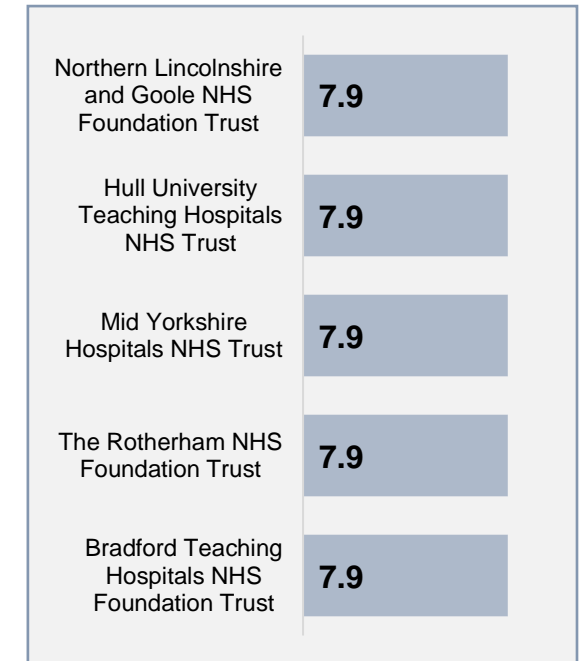 Northern Lincolnshire
and Goole NHS
Foundation Trust
7.9
Hull University
Teaching Hospitals
NHS Trust
7.9
Mid Yorkshire
Hospitals NHS Trust
7.9
The Rotherham NHS
Foundation Trust
7.9
Bradford Teaching
Hospitals NHS
Foundation Trust
7.9